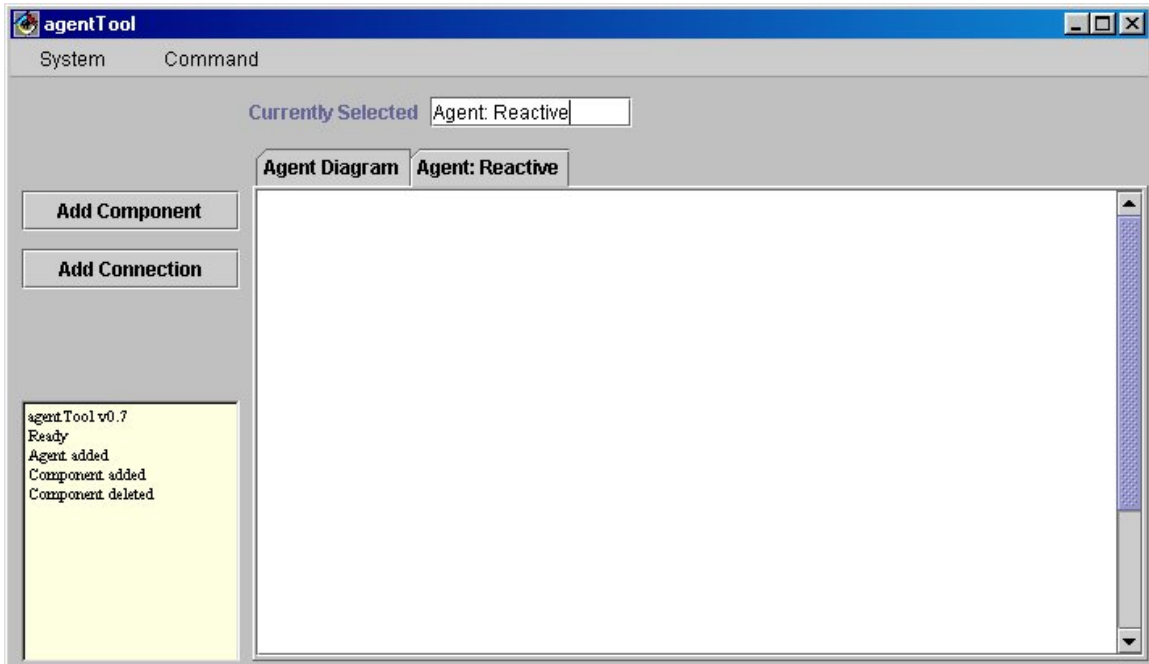 agentTool
System Command
Currently Selected Agent: Reactive
Agent Diagram Agent: Reactive
Add Component
Add Connection
agentTool v0.7
Ready
Agent added
Component added
Component deleted